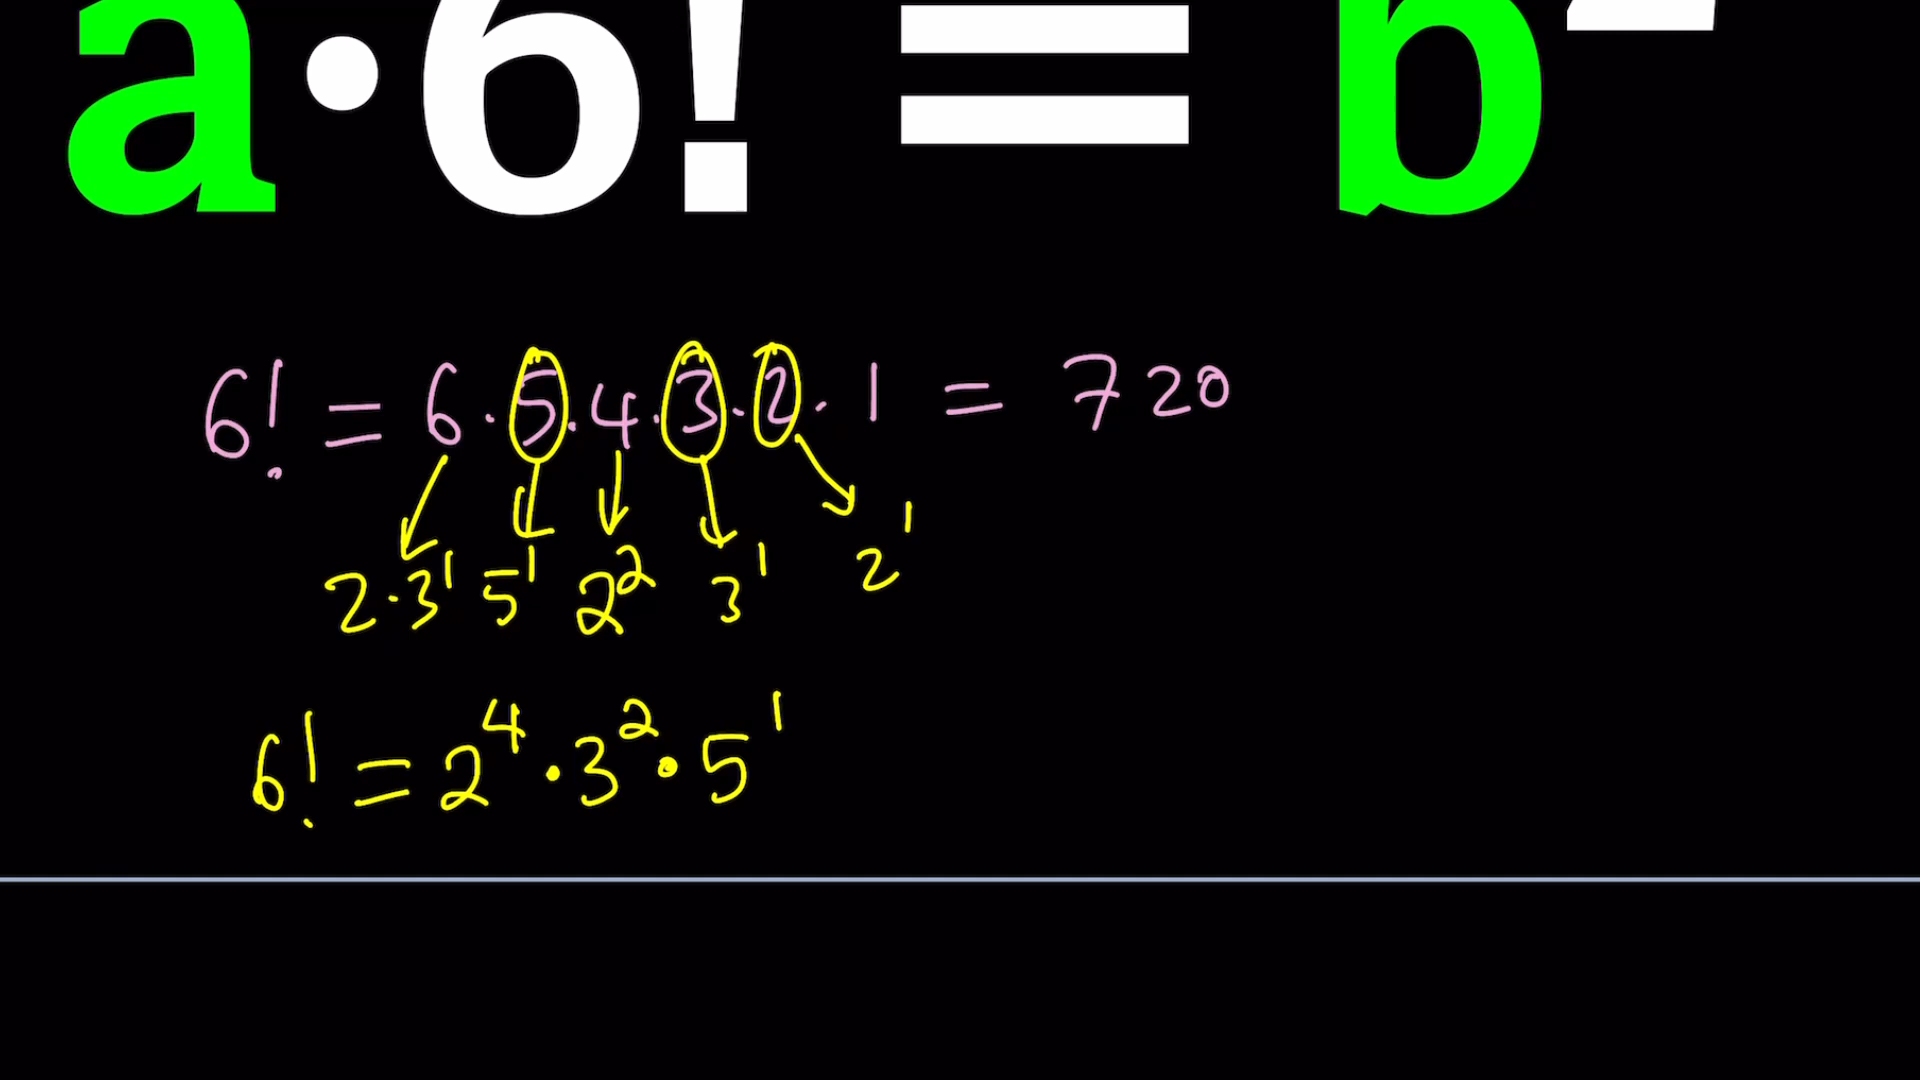 a·6! = b²
6! = 6·5·4·3·2·1 = 720
2·3¹ 5¹ 2² 3¹ 2¹
6! = 2⁴·3²·5¹